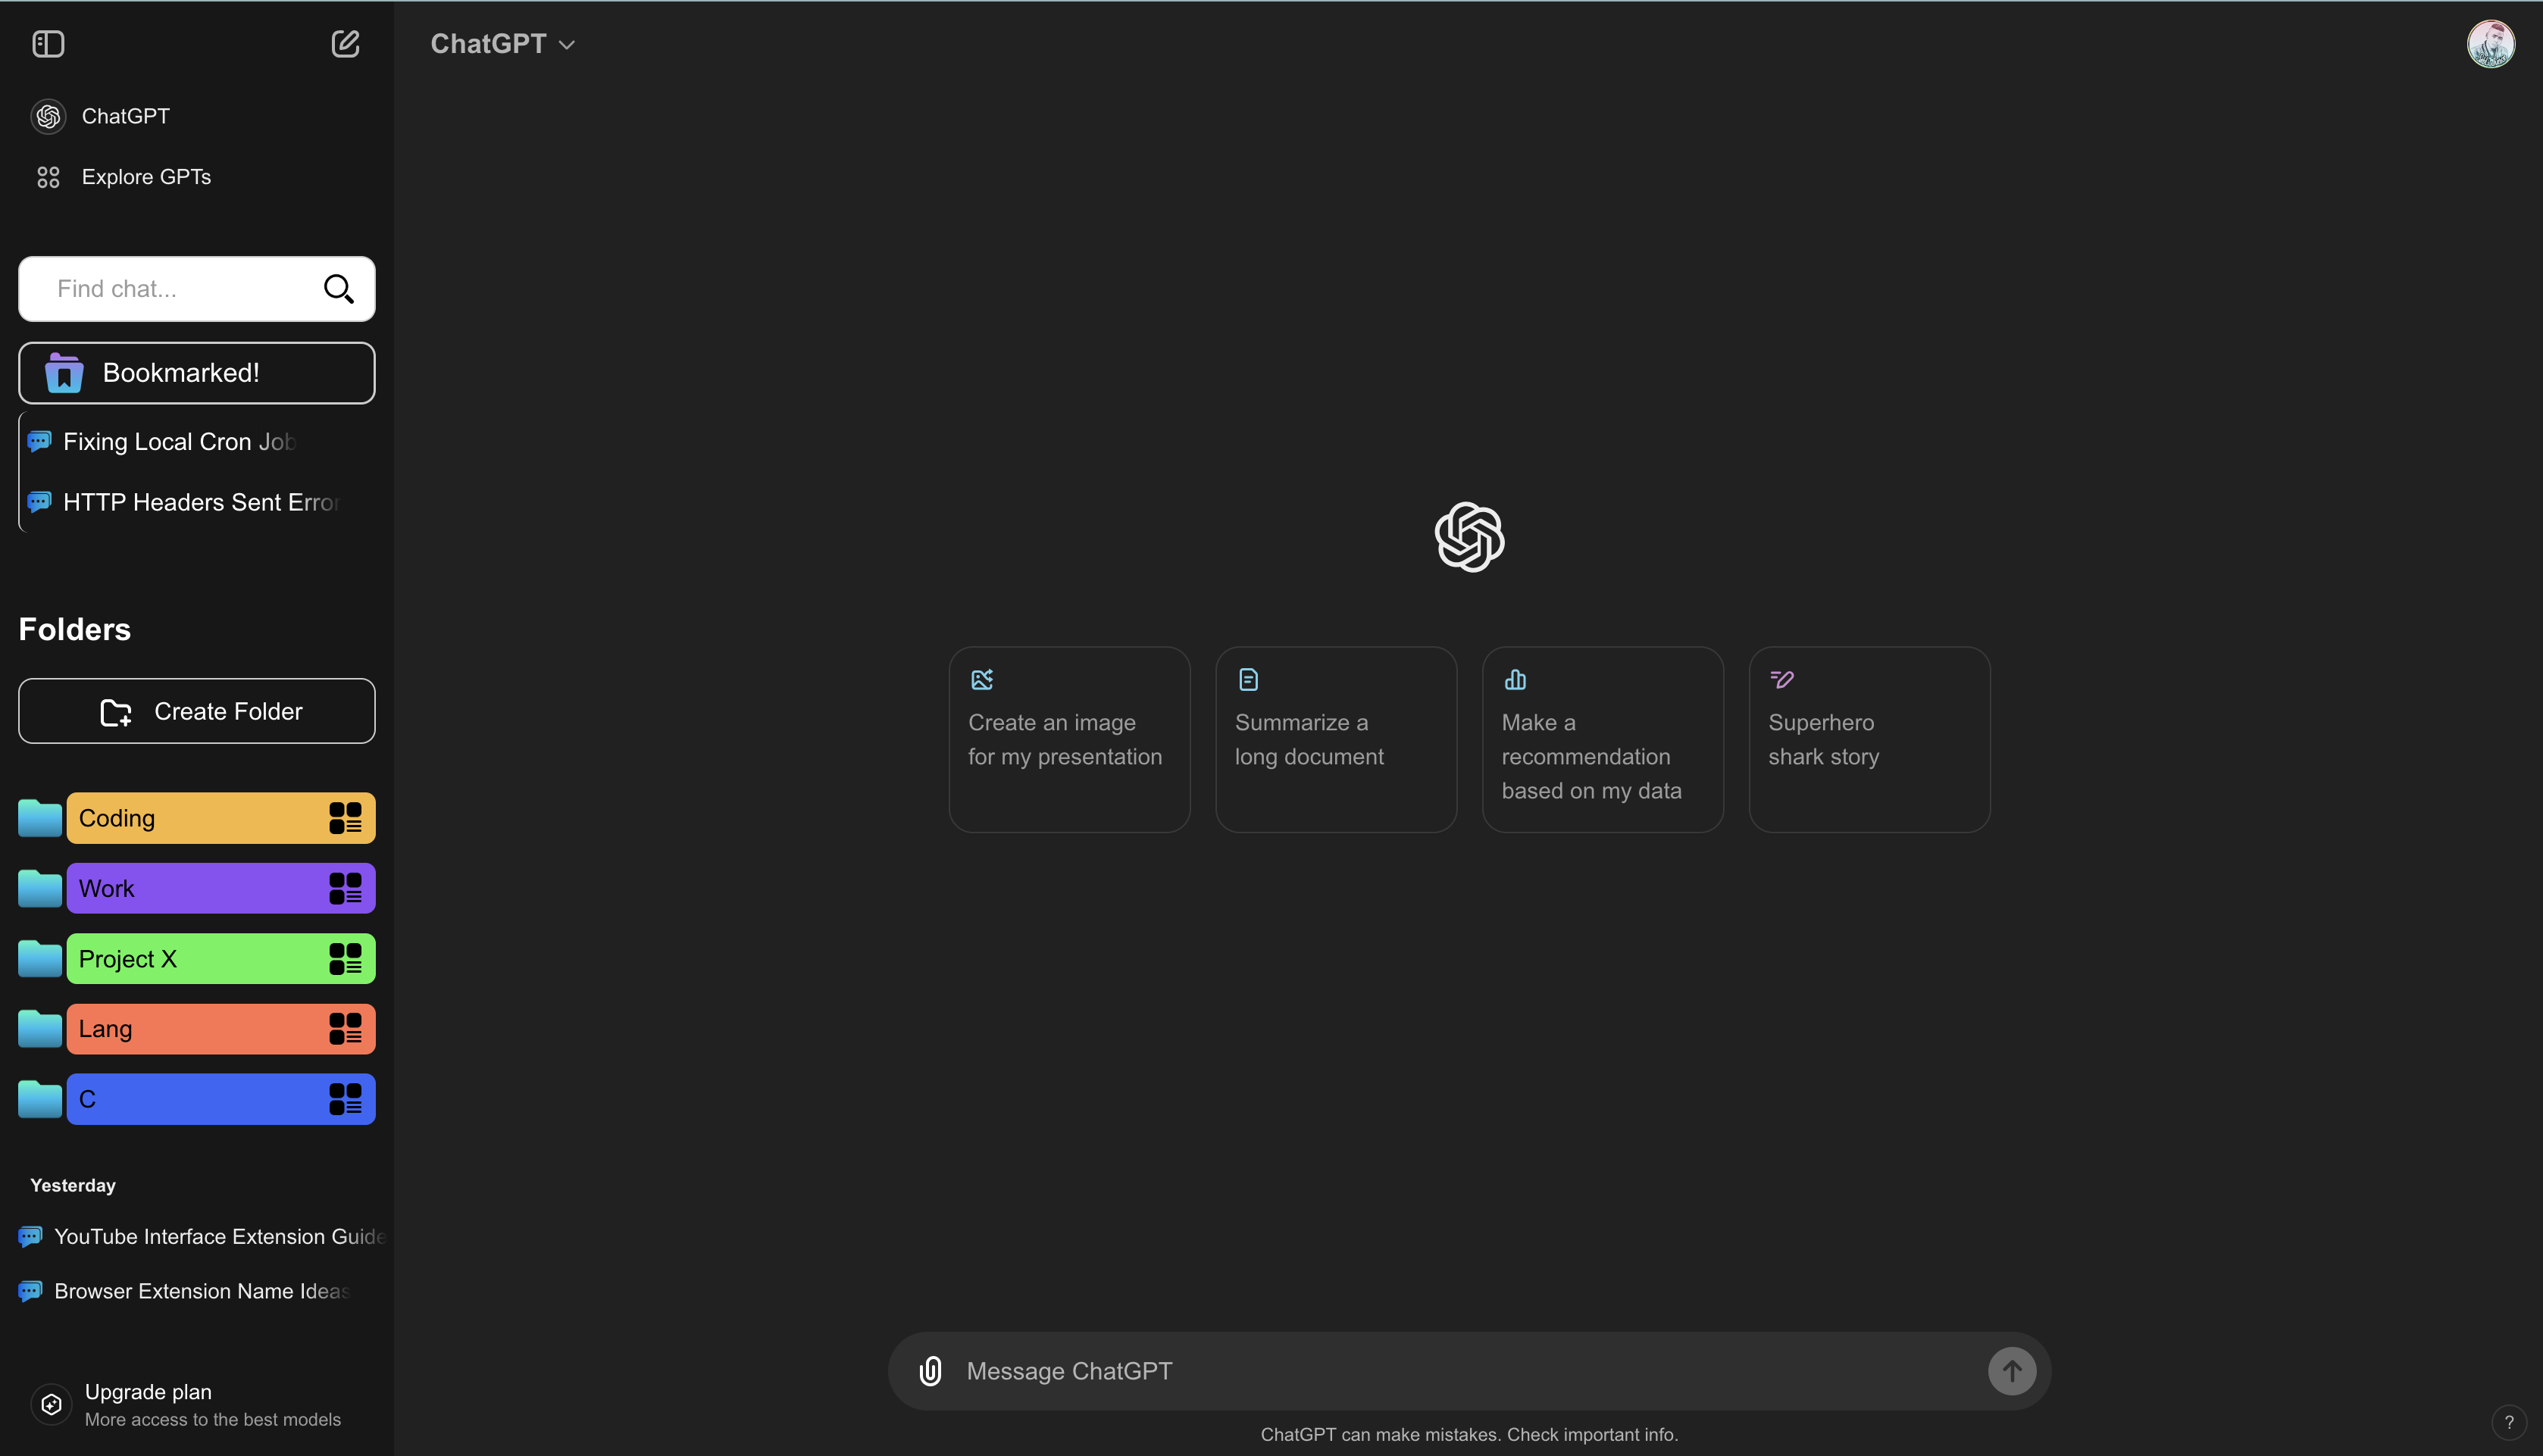 ChatGPT
Explore GPTs
Find chat...
Bookmarked!
Fixing Local Cron Job
HTTP Headers Sent Error
Folders
Create Folder
Coding
Work
Project X
Lang
C
Yesterday
YouTube Interface Extension Guide
Browser Extension Name Ideas
Upgrade plan
More access to the best models
ChatGPT
Create an image
for my presentation
Summarize a
long document
Make a
recommendation
based on my data
Superhero
shark story
Message ChatGPT
ChatGPT can make mistakes. Check important info.
?